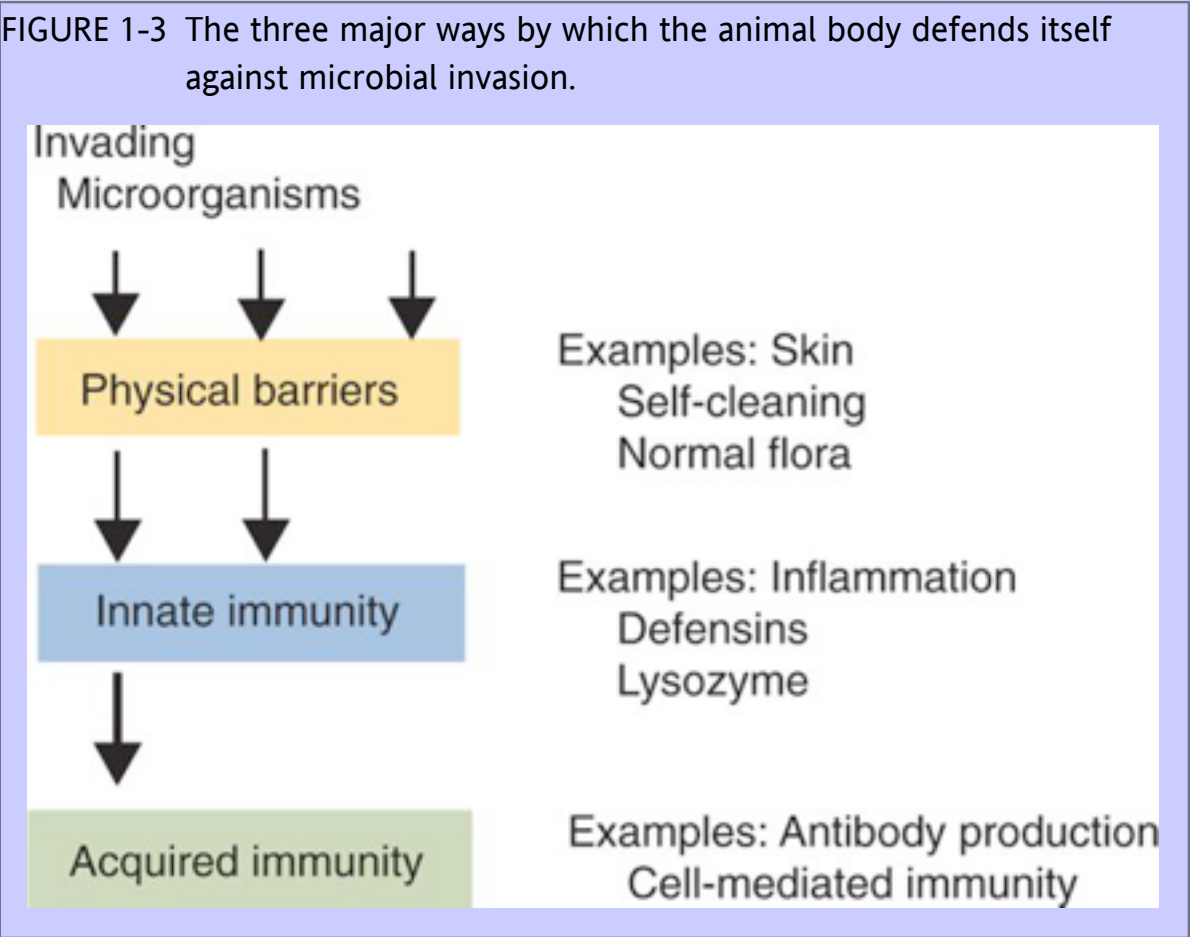 FIGURE 1-3 The three major ways by which the animal body defends itself
against microbial invasion.
Invading
Microorganisms
Physical barriers
Examples: Skin
Self-cleaning
Normal flora
Innate immunity
Examples: Inflammation
Defensins
Lysozyme
Acquired immunity
Examples: Antibody production
Cell-mediated immunity